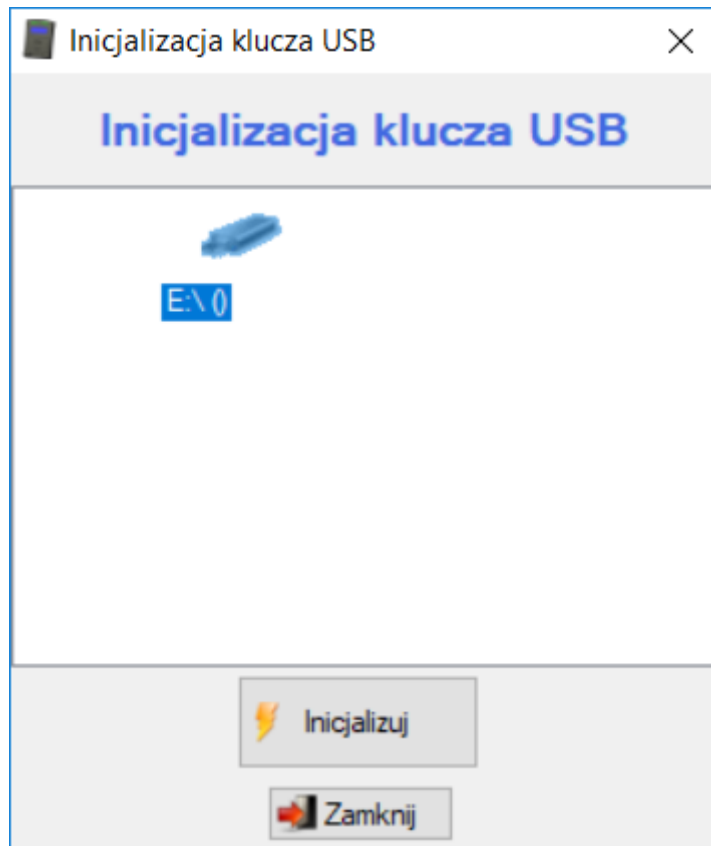 Inicjalizacja klucza USB
Inicjalizacja klucza USB
E:\ ()
Inicjalizuj
Zamknij